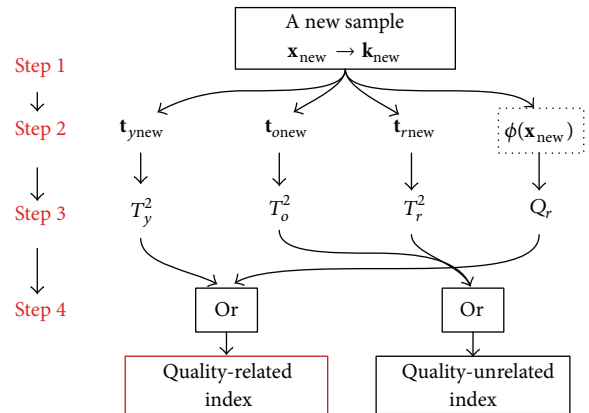 A new sample
x_new → k_new
Step 1
Step 2
t_ynew
t_onew
t_rnew
ϕ(x_new)
Step 3
T_y^2
T_o^2
T_r^2
Q_r
Step 4
Or
Or
Quality-related
index
Quality-unrelated
index